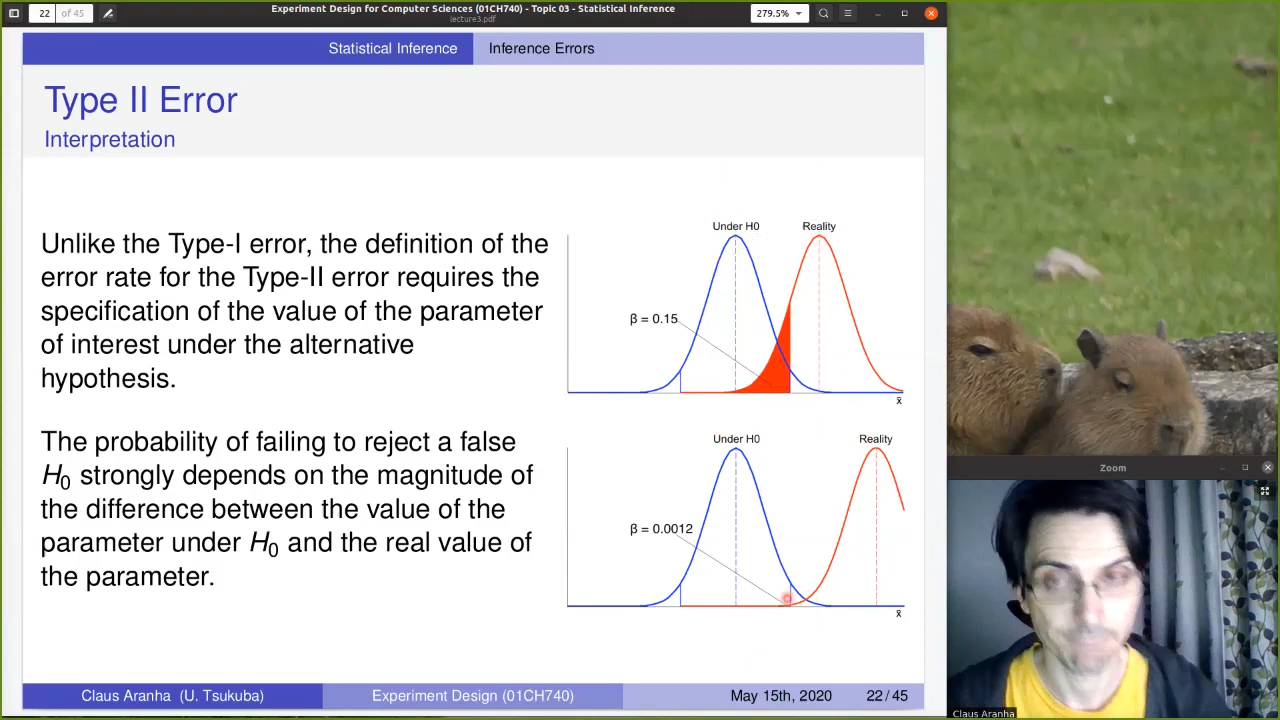 Experiment Design for Computer Sciences (01CH740) - Topic 03 - Statistical Inference
lecture3.pdf
22 of 45
279.5%
Statistical Inference
Inference Errors
Type II Error
Interpretation
Unlike the Type-I error, the definition of the
error rate for the Type-II error requires the
specification of the value of the parameter
of interest under the alternative
hypothesis.
The probability of failing to reject a false
H0 strongly depends on the magnitude of
the difference between the value of the
parameter under H0 and the real value of
the parameter.
Under H0
Reality
β = 0.15
x̄
Under H0
Reality
β = 0.0012
x̄
Claus Aranha (U. Tsukuba)
Experiment Design (01CH740)
May 15th, 2020
22 / 45
Zoom
Claus Aranha